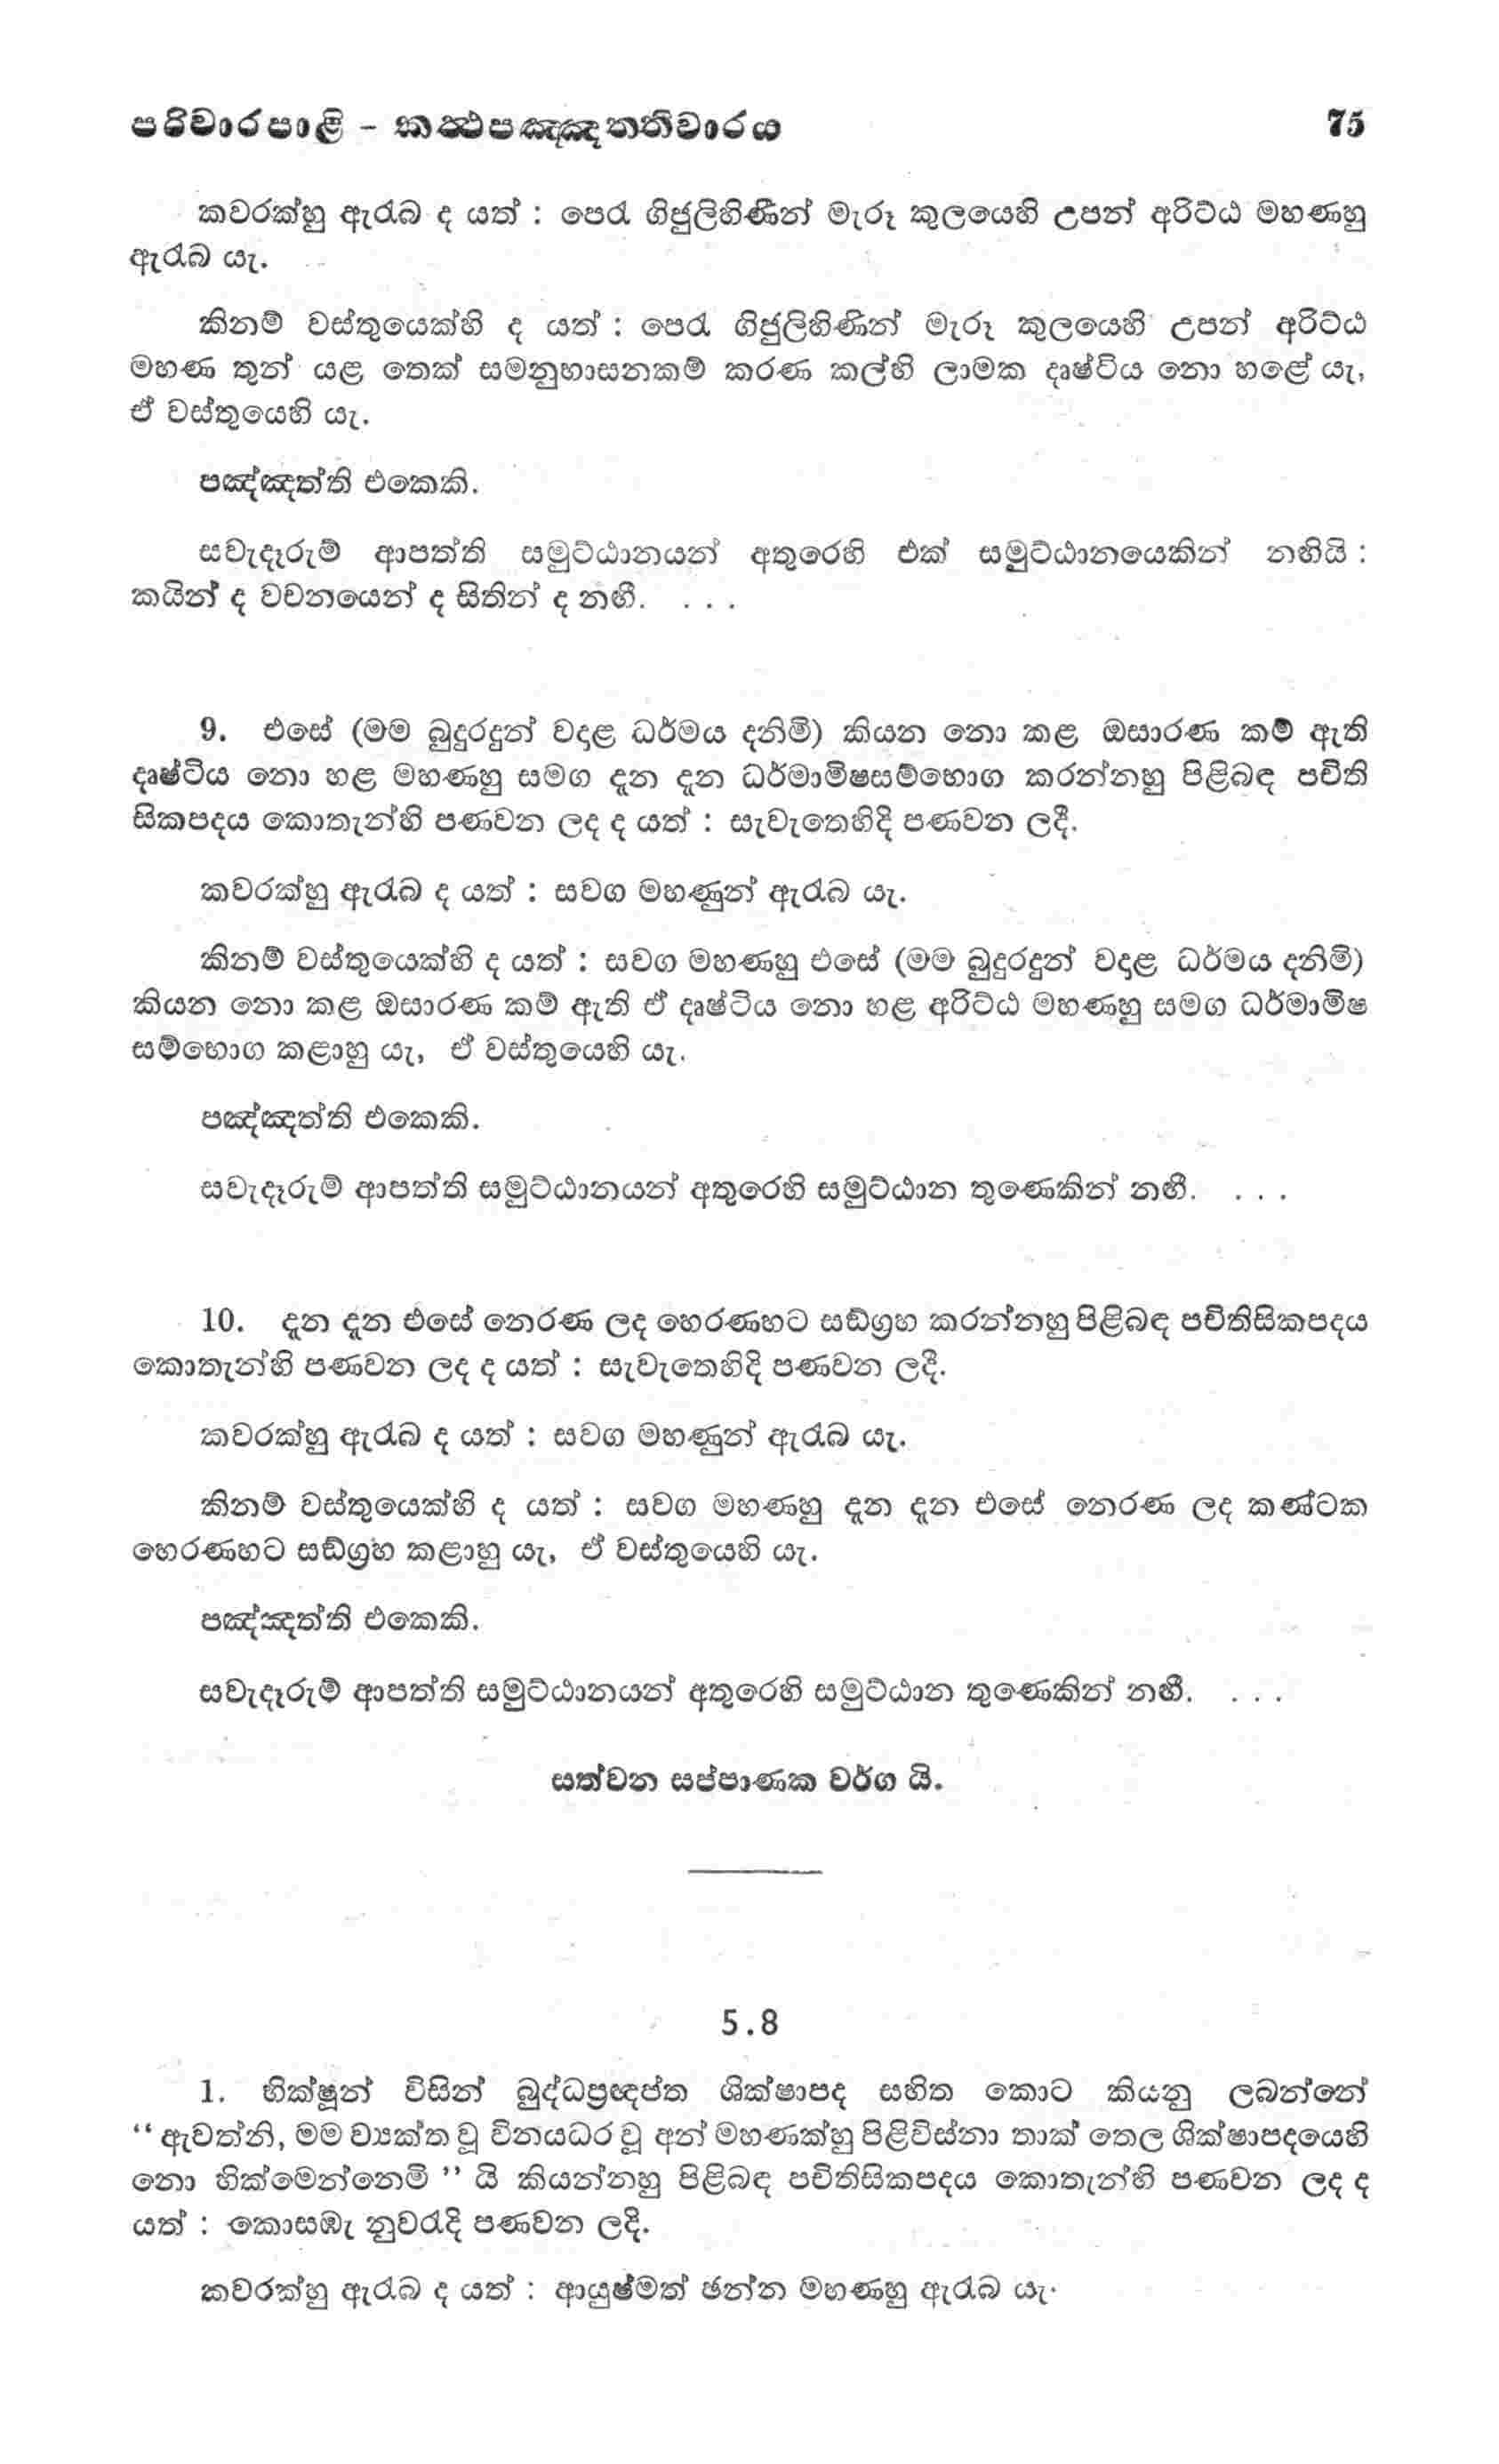 පරිවාරපාළි - කත්‍ථපඤ්ඤත්තිවාරය 75
කවරක්හු ඇරැබ ද යත් : පෙරැ ගිජුලිහිණීන් මැරූ කුලයෙහි උපන් අරිට්ඨ මහණහු
ඇරැබ යැ.
කිනම් වස්තුයෙක්හි ද යත් : පෙරැ ගිජුලිහිණින් මැරූ කුලයෙහි උපන් අරිට්ඨ
මහණ තුන් යළ තෙක් සමනුභාසනකම් කරණ කල්හි ලාමක දෘෂ්ටිය නො හළේ යැ,
ඒ වස්තුයෙහි යැ.
පඤ්ඤත්ති එකෙකි.
සවැදෑරුම් ආපත්ති සමුට්ඨානයන් අතුරෙහි එක් සමුට්ඨානයෙකින් නඟියි :
කයින් ද වචනයෙන් ද සිතින් ද නඟී. . . .
9. එසේ (මම බුදුරදුන් වදාළ ධර්මය දනිමි) කියන නො කළ ඔසාරණ කම් ඇති
දෘෂ්ටිය නො හළ මහණහු සමග දැන දැන ධර්මාමිෂසම්භොග කරන්නහු පිළිබඳ පචිති
සිකපදය කොතැන්හි පණවන ලද ද යත් : සැවැතෙහිදි පණවන ලදී.
කවරක්හු ඇරැබ ද යත් : සවග මහණුන් ඇරැබ යැ.
කිනම් වස්තුයෙක්හි ද යත් : සවග මහණහු එසේ (මම බුදුරදුන් වදාළ ධර්මය දනිමි)
කියන නො කළ ඔසාරණ කම් ඇති ඒ දෘෂ්ටිය නො හළ අරිට්ඨ මහණහු සමග ධර්මාමිෂ
සම්භොග කළාහු යැ, ඒ වස්තුයෙහි යැ.
පඤ්ඤත්ති එකෙකි.
සවැදෑරුම් ආපත්ති සමුට්ඨානයන් අතුරෙහි සමුට්ඨාන තුණෙකින් නඟී. . . .
10. දැන දැන එසේ නෙරණ ලද හෙරණහට සඞ්ග්‍රහ කරන්නහු පිළිබඳ පචිතිසිකපදය
කොතැන්හි පණවන ලද ද යත් : සැවැතෙහිදි පණවන ලදී.
කවරක්හු ඇරැබ ද යත් : සවග මහණුන් ඇරැබ යැ.
කිනම් වස්තුයෙක්හි ද යත් : සවග මහණහු දැන දැන එසේ නෙරණ ලද කණ්ටක
හෙරණහට සඞ්ග්‍රහ කළාහු යැ, ඒ වස්තුයෙහි යැ.
පඤ්ඤත්ති එකෙකි.
සවැදෑරුම් ආපත්ති සමුට්ඨානයන් අතුරෙහි සමුට්ඨාන තුණෙකින් නඟී. . . .
සත්වන සප්පාණක වර්ග යි.
5.8
1. භික්ෂූන් විසින් බුද්ධප්‍රඥප්ත ශික්ෂාපද සහිත කොට කියනු ලබන්නේ
“ ඇවත්නි, මම ව්‍යක්ත වූ විනයධර වූ අන් මහණක්හු පිළිවිස්නා තාක් තෙල ශික්ෂාපදයෙහි
නො හික්මෙන්නෙමි ” යි කියන්නහු පිළිබඳ පචිතිසිකපදය කොතැන්හි පණවන ලද ද
යත් : කොසඹැ නුවරැදි පණවන ලදි.
කවරක්හු ඇරැබ ද යත් : ආයුෂ්මත් ඡන්න මහණහු ඇරැබ යැ.